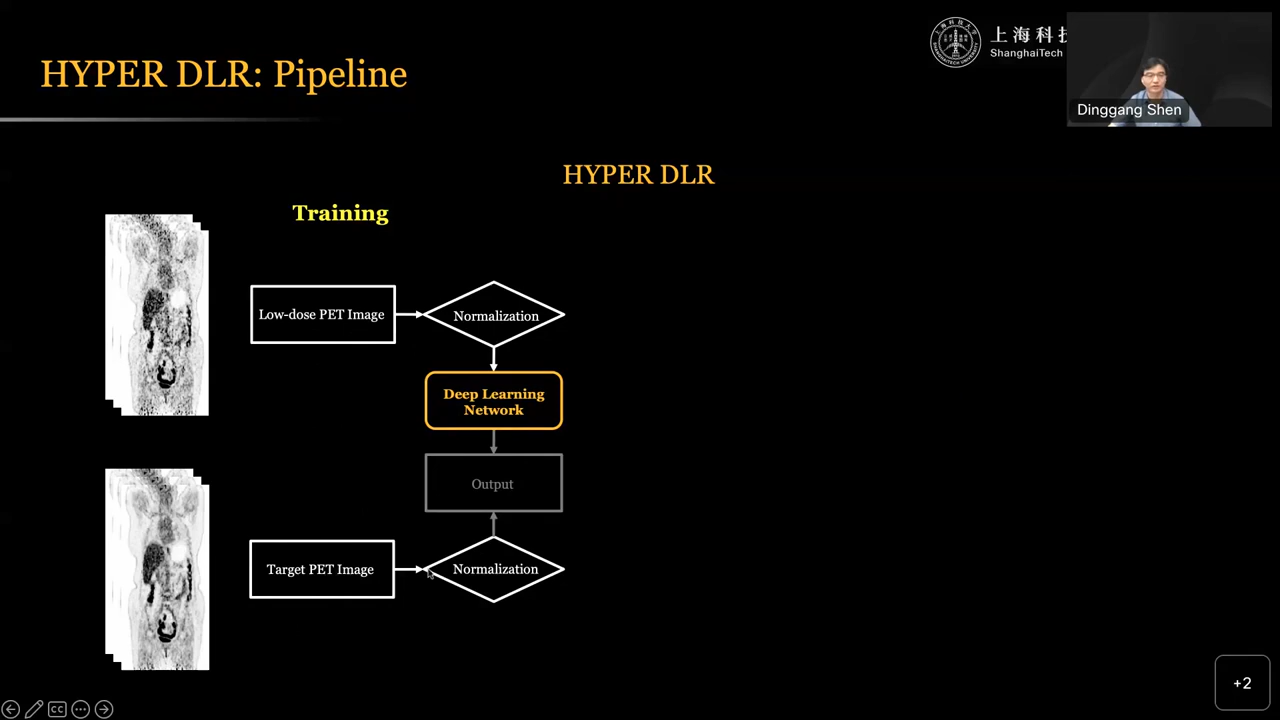 HYPER DLR: Pipeline
上海科技
ShanghaiTech
Dinggang Shen
HYPER DLR
Training
Low-dose PET Image
Normalization
Deep Learning
Network
Output
Target PET Image
Normalization
CC
+2